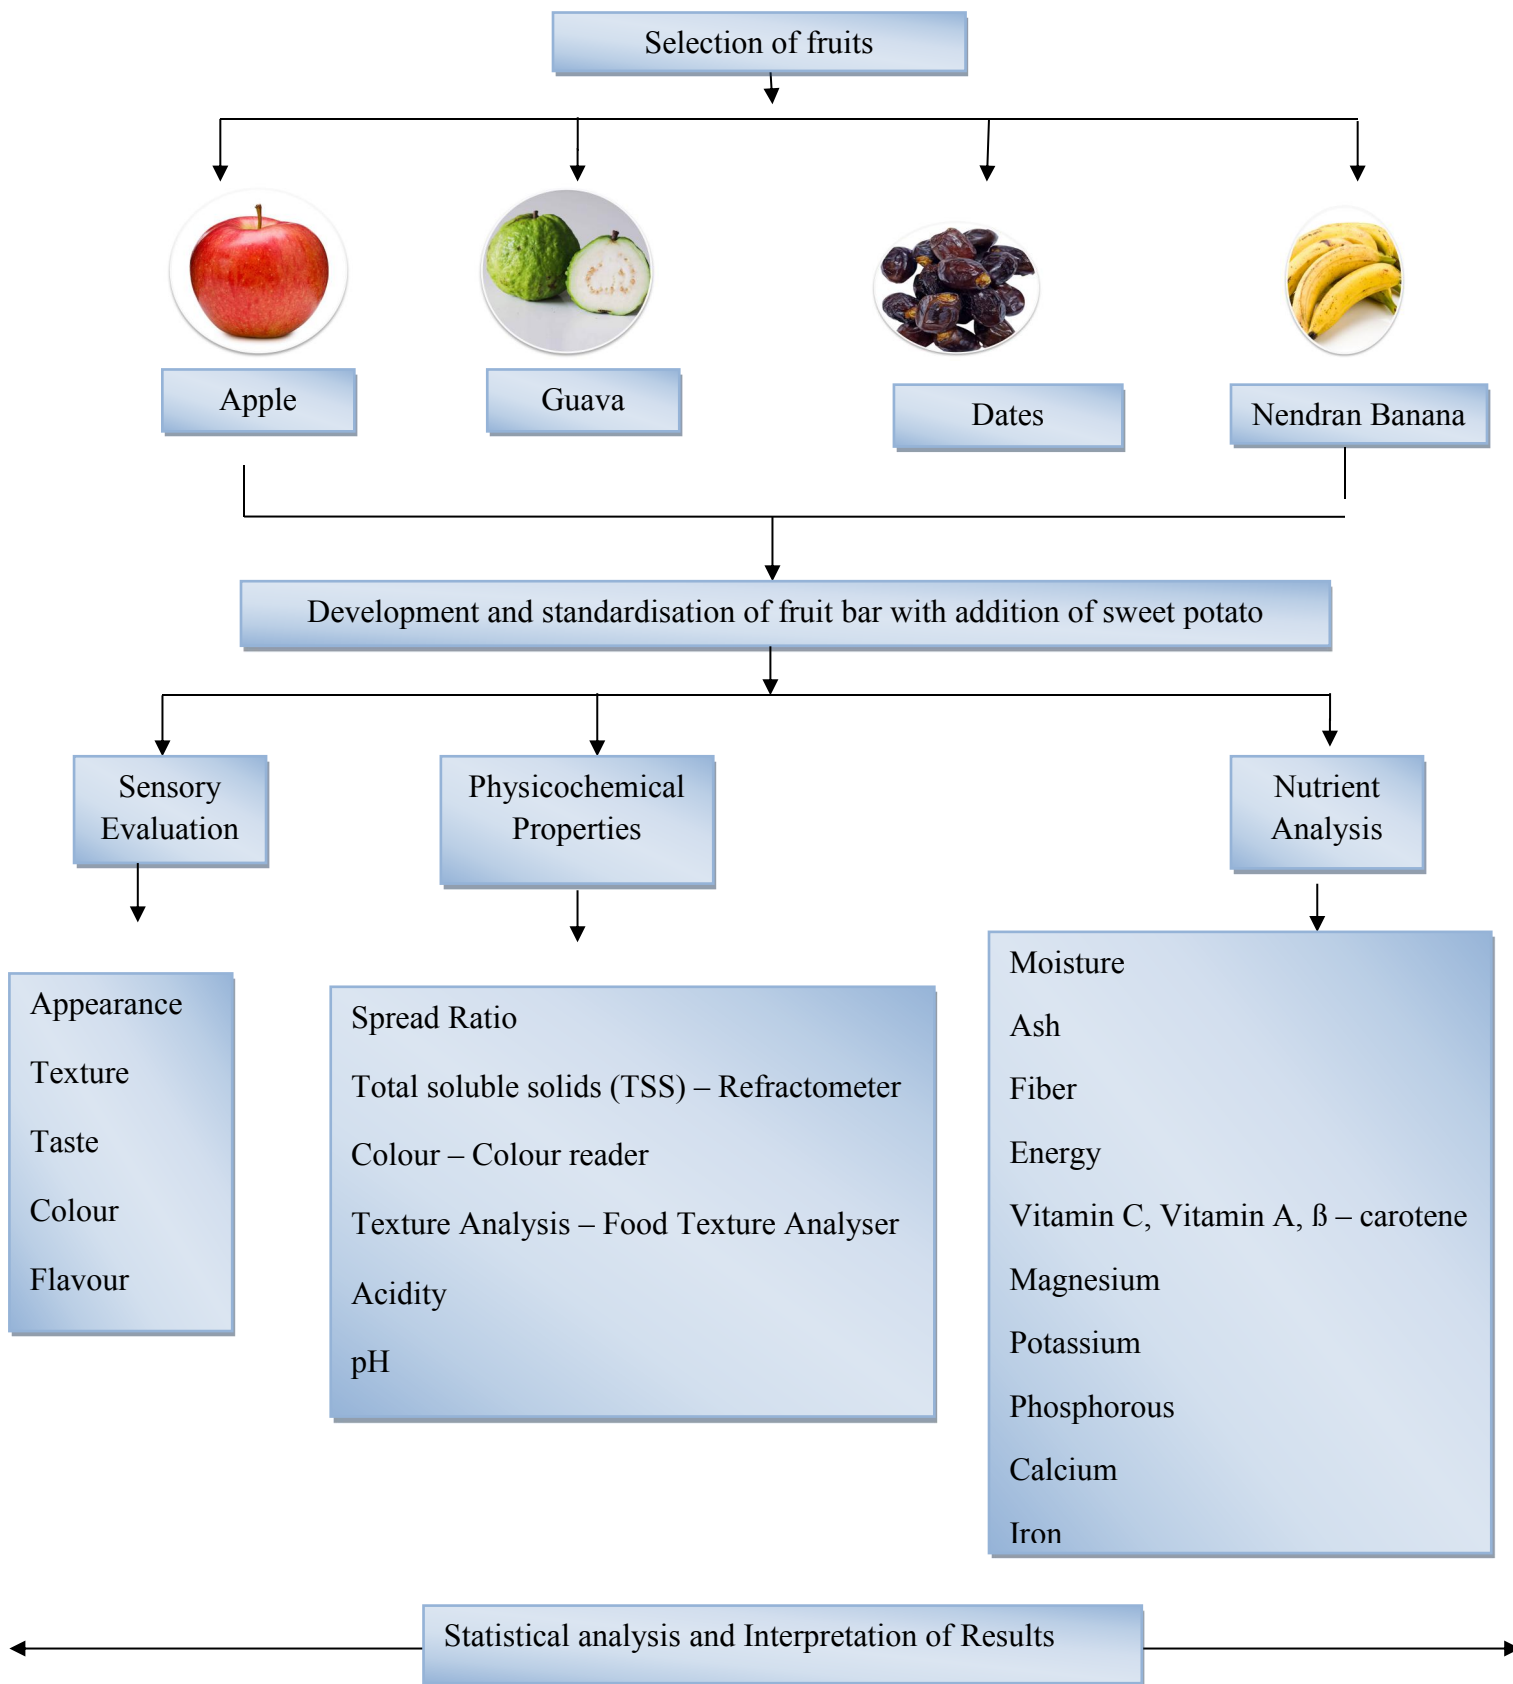 Selection of fruits
Apple
Guava
Dates
Nendran Banana
Development and standardisation of fruit bar with addition of sweet potato
Sensory
Evaluation
Physicochemical
Properties
Nutrient
Analysis
Appearance
Texture
Taste
Colour
Flavour
Spread Ratio
Total soluble solids (TSS) – Refractometer
Colour – Colour reader
Texture Analysis – Food Texture Analyser
Acidity
pH
Moisture
Ash
Fiber
Energy
Vitamin C, Vitamin A, ß – carotene
Magnesium
Potassium
Phosphorous
Calcium
Iron
Statistical analysis and Interpretation of Results